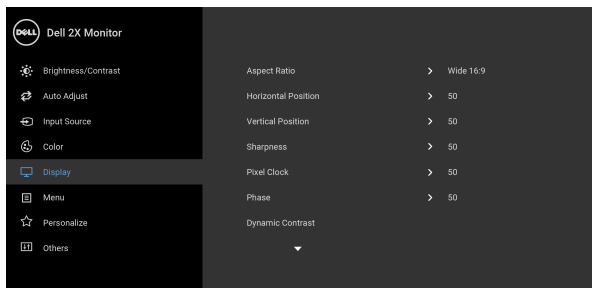 DELL Dell 2X Monitor
Brightness/Contrast
Auto Adjust
Input Source
Color
Display
Menu
Personalize
Others
Aspect Ratio Wide 16:9
Horizontal Position 50
Vertical Position 50
Sharpness 50
Pixel Clock 50
Phase 50
Dynamic Contrast